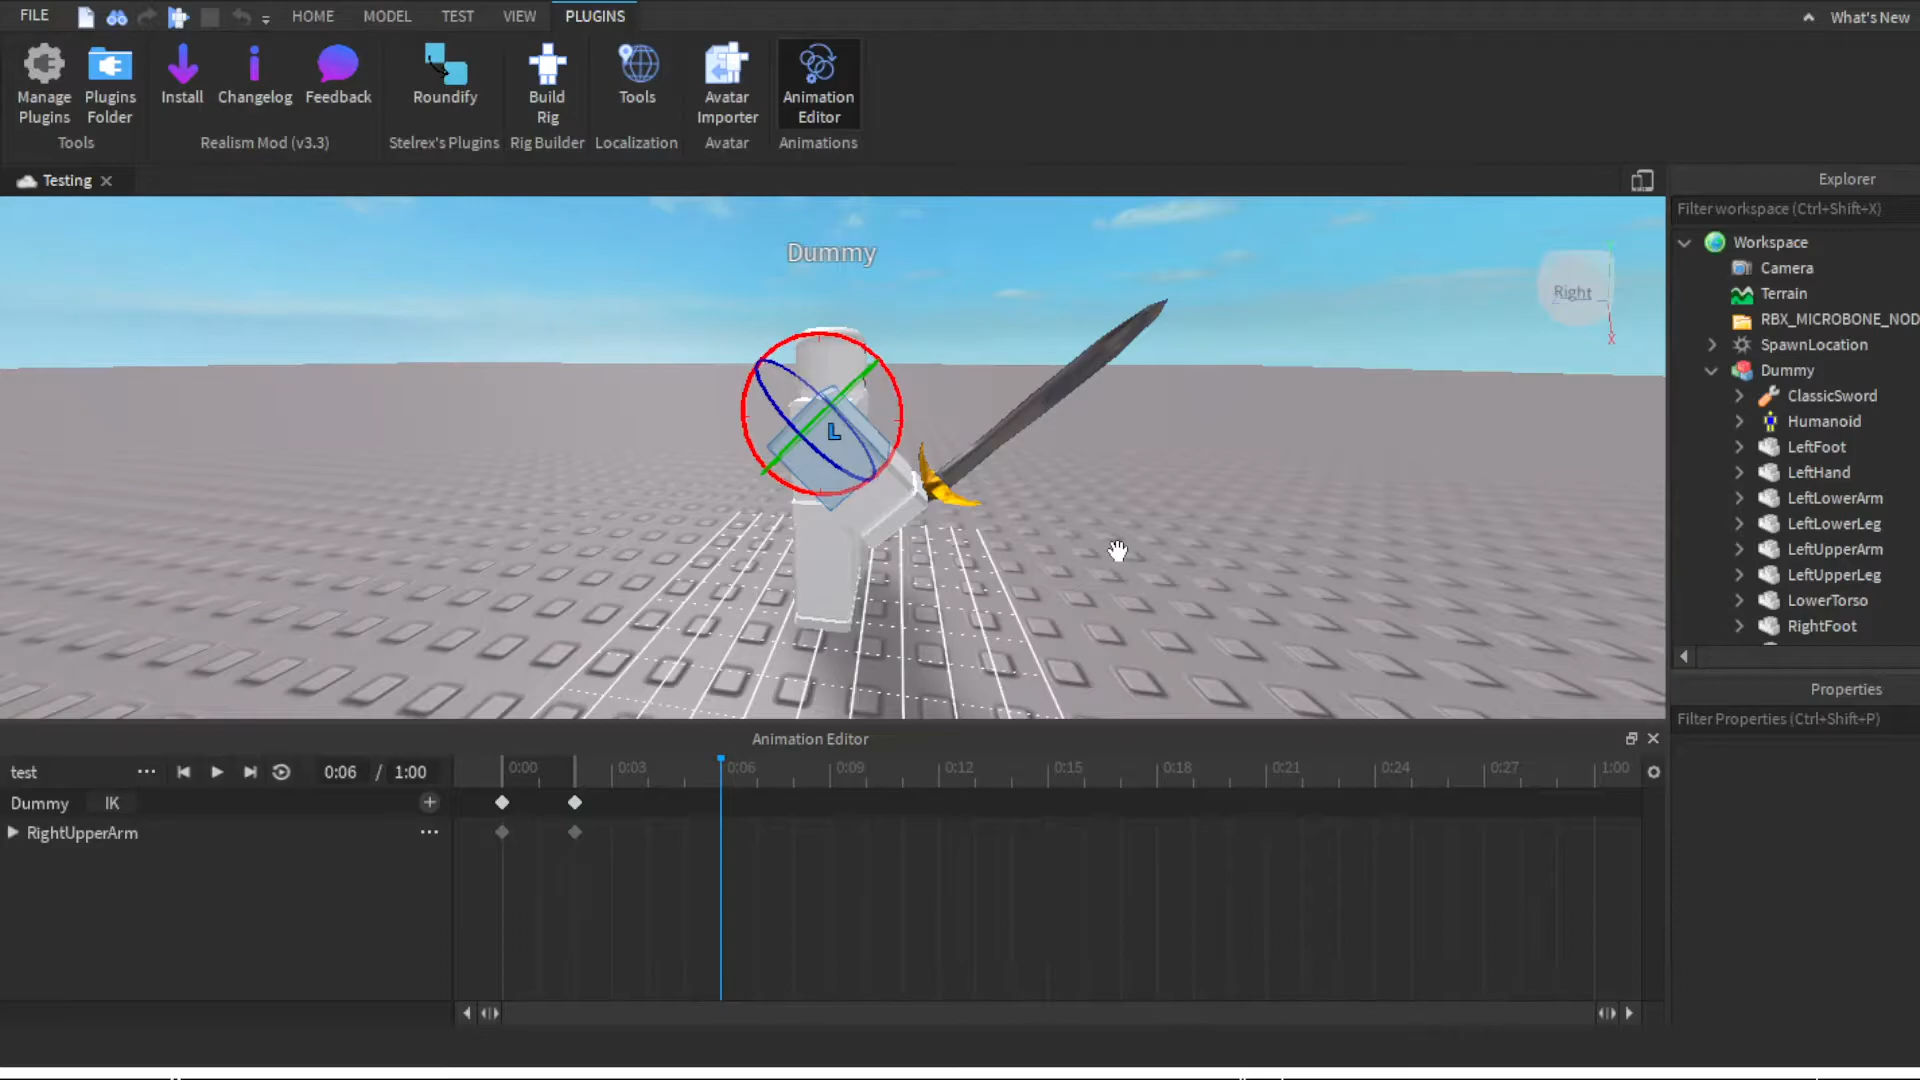 FILE
HOME
MODEL
TEST
VIEW
PLUGINS
What's New
Manage Plugins
Plugins Folder
Install
Changelog
Feedback
Roundify
Build Rig
Tools
Avatar Importer
Animation Editor
Tools
Realism Mod (v3.3)
Stelrex's Plugins
Rig Builder
Localization
Avatar
Animations
Testing
Explorer
Filter workspace (Ctrl+Shift+X)
Workspace
Camera
Terrain
RBX_MICROBONE_NOD
SpawnLocation
Dummy
ClassicSword
Humanoid
LeftFoot
LeftHand
LeftLowerArm
LeftLowerLeg
LeftUpperArm
LeftUpperLeg
LowerTorso
RightFoot
Dummy
Right
X
L
Properties
Filter Properties (Ctrl+Shift+P)
Animation Editor
test
0:06 / 1:00
0:00 0:03 0:06 0:09 0:12 0:15 0:18 0:21 0:24 0:27 1:00
Dummy IK
RightUpperArm